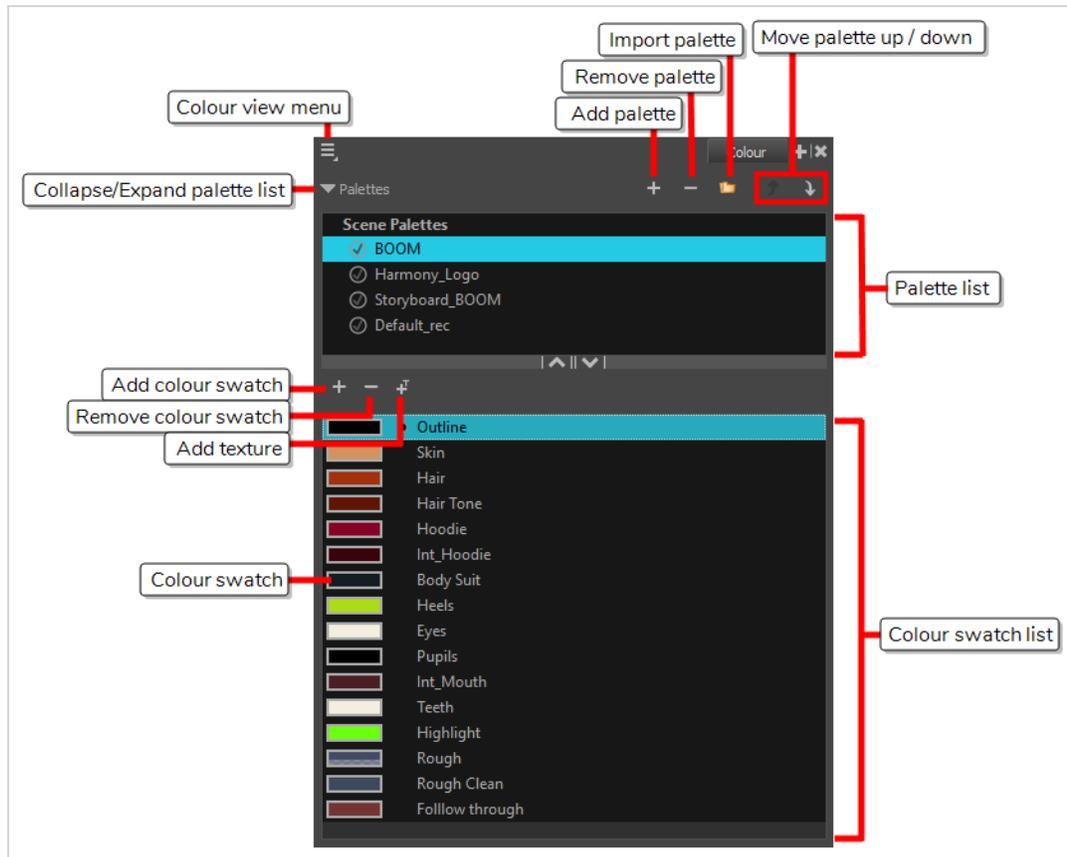 Import palette
Move palette up / down
Remove palette
Add palette
Colour view menu
Colour
Collapse/Expand palette list
Palettes
Scene Palettes
BOOM
Harmony_Logo
Storyboard_BOOM
Default_rec
Palette list
Add colour swatch
Remove colour swatch
Add texture
Outline
Skin
Hair
Hair Tone
Hoodie
Int_Hoodie
Colour swatch
Body Suit
Heels
Eyes
Colour swatch list
Pupils
Int_Mouth
Teeth
Highlight
Rough
Rough Clean
Folllow through